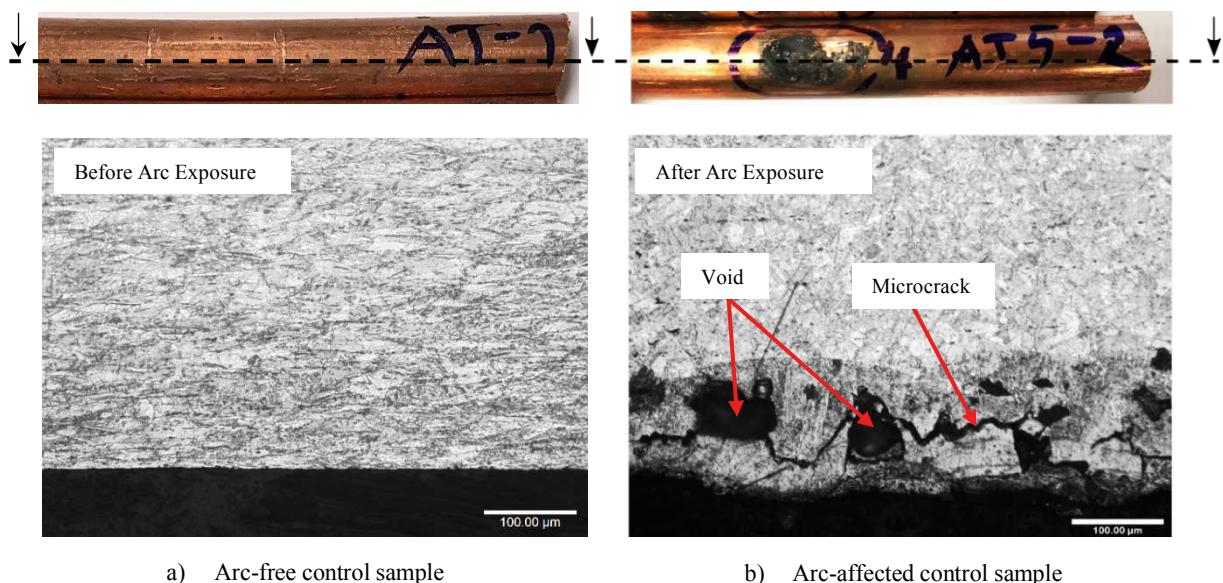 AT-1
AT5-2
Before Arc Exposure
After Arc Exposure
Void
Microcrack
100.00 µm
100.00 µm
a) Arc-free control sample
b) Arc-affected control sample